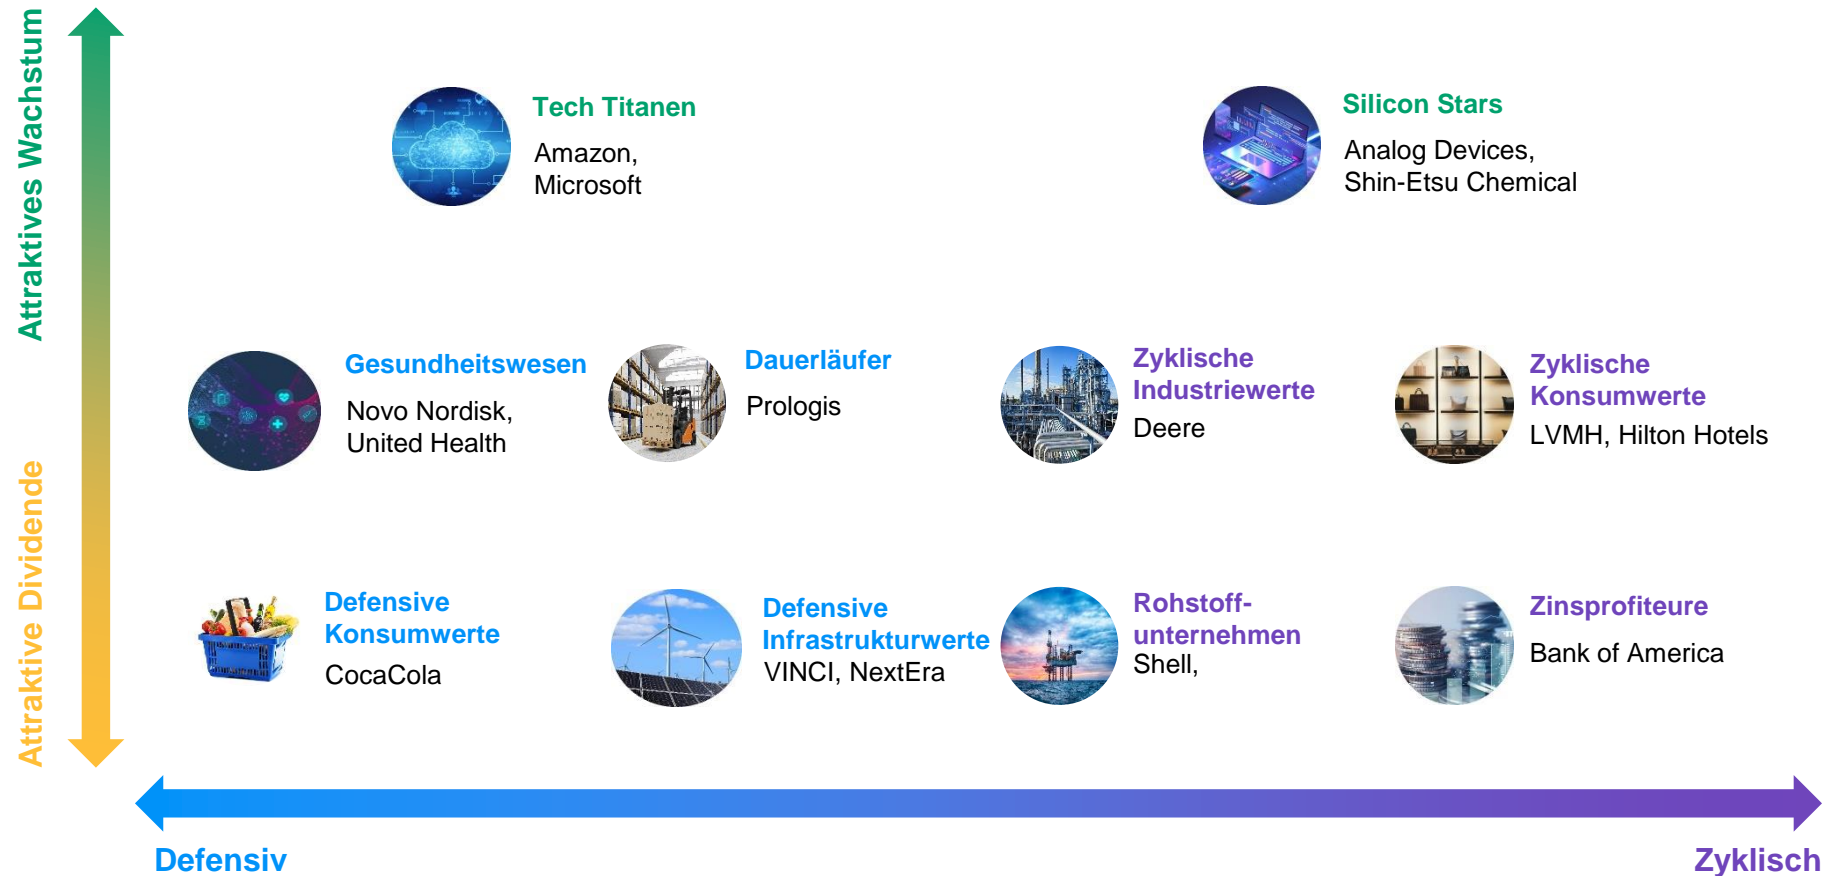 Attraktives Wachstum
Attraktive Dividende
Tech Titanen
Amazon,
Microsoft
Silicon Stars
Analog Devices,
Shin-Etsu Chemical
Gesundheitswesen
Novo Nordisk,
United Health
Dauerläufer
Prologis
Zyklische
Industriewerte
Deere
Zyklische
Konsumwerte
LVMH, Hilton Hotels
Defensive
Konsumwerte
CocaCola
Defensive
Infrastrukturwerte
VINCI, NextEra
Rohstoff-
unternehmen
Shell,
Zinsprofiteure
Bank of America
Defensiv
Zyklisch